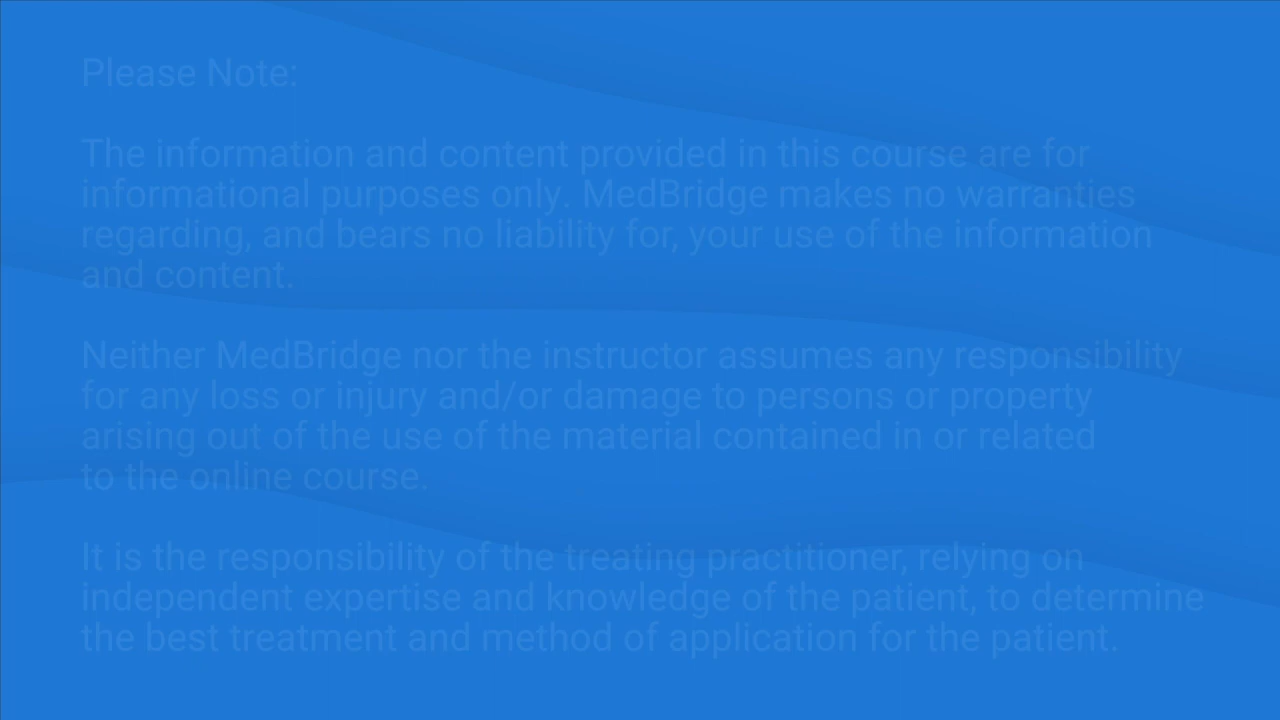 Please Note:
The information and content provided in this course are for
informational purposes only. MedBridge makes no warranties
regarding, and bears no liability for, your use of the information
and content.
Neither MedBridge nor the instructor assumes any responsibility
for any loss or injury and/or damage to persons or property
arising out of the use of the material contained in or related
to the online course.
It is the responsibility of the treating practitioner, relying on
independent expertise and knowledge of the patient, to determine
the best treatment and method of application for the patient.